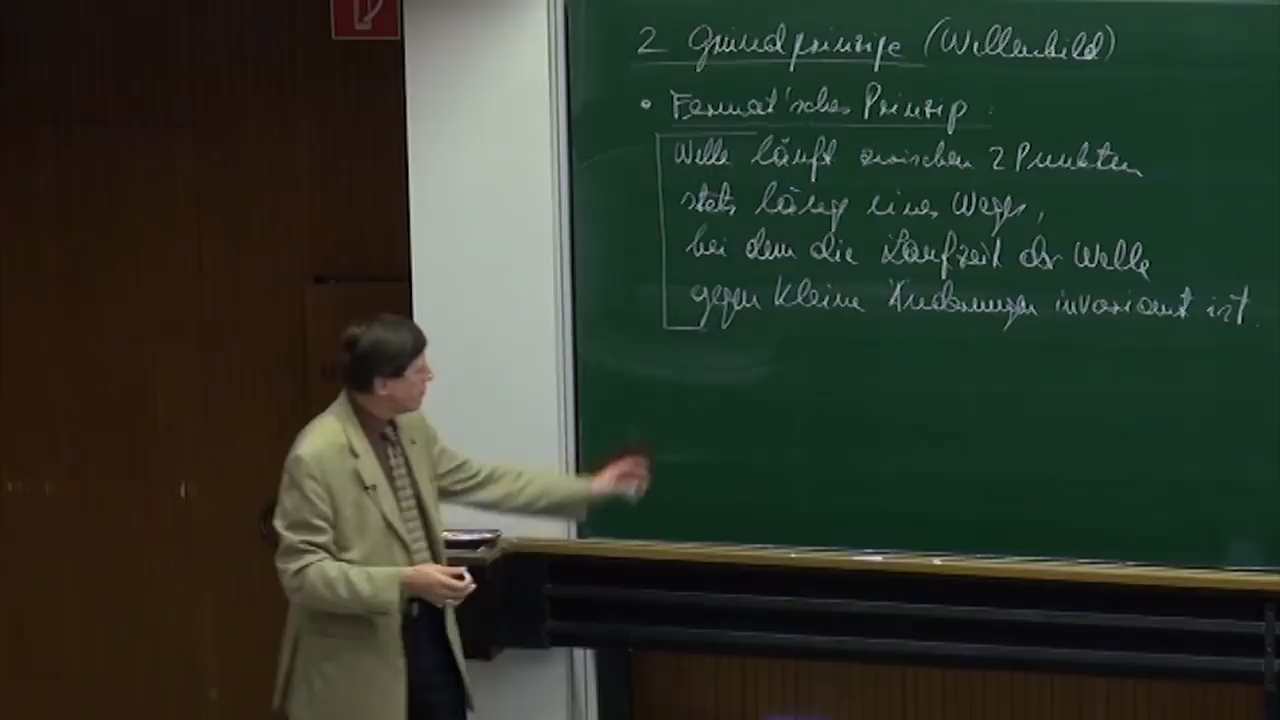 2 Grundprinzipe (Wellenbild)
• Fermat'sches Prinzip:
Welle läuft zwischen 2 Punkten
stets längs eines Weges,
bei dem die Laufzeit der Welle
gegen kleine Änderungen invariant ist.